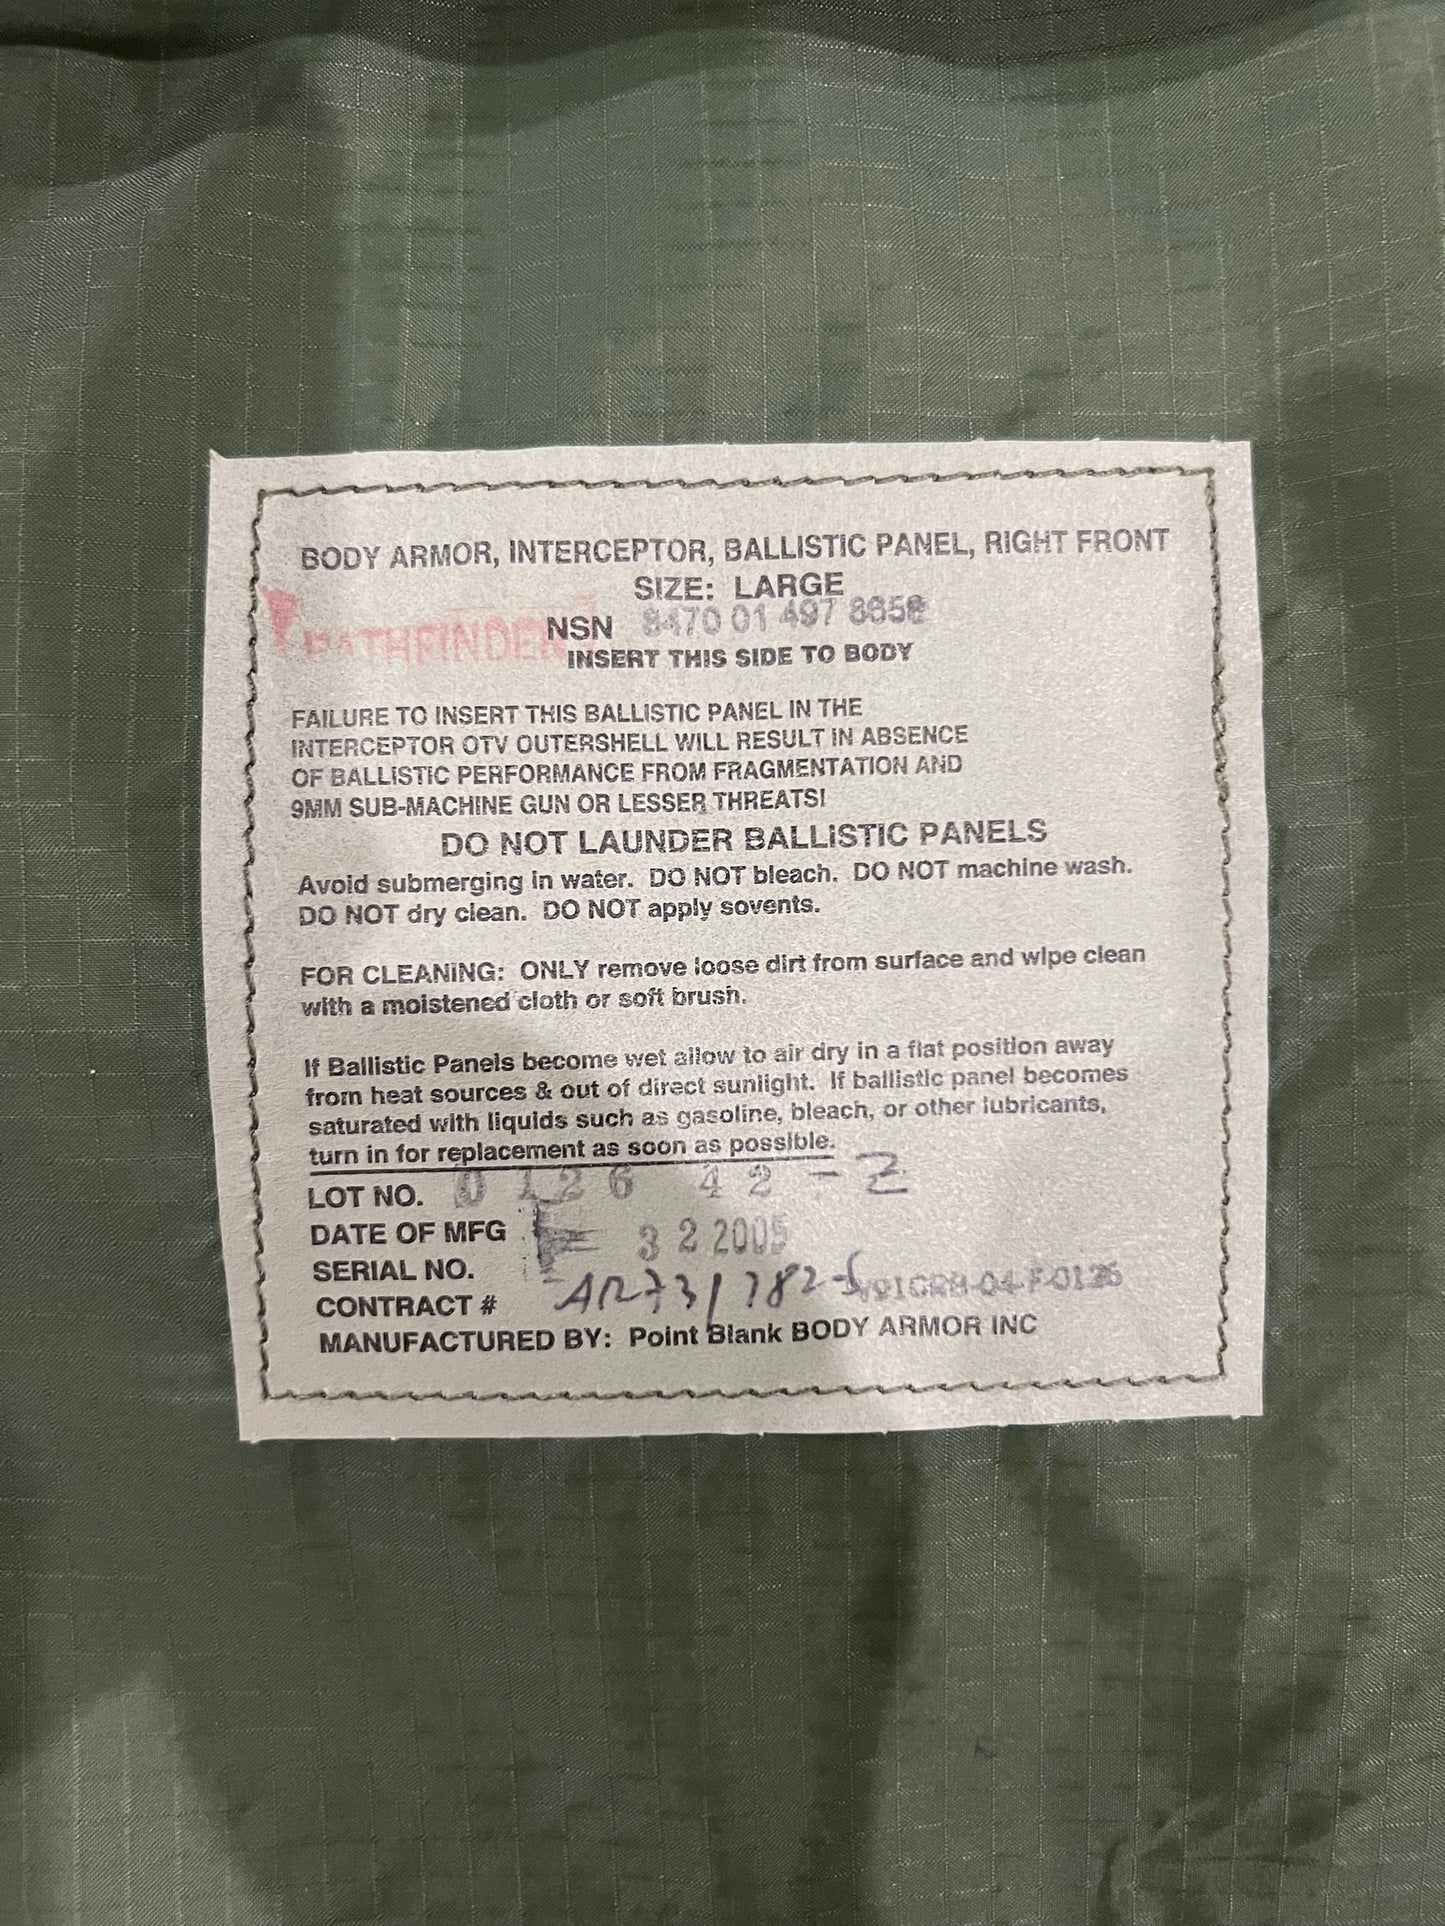 BODY ARMOR, INTERCEPTOR, BALLISTIC PANEL, RIGHT FRONT
SIZE: LARGE
PATHFINDER
NSN 8470 01 497
INSERT THIS SIDE TO BODY
FAILURE TO INSERT THIS BALLISTIC PANEL IN THE
INTERCEPTOR OTV OUTERSHELL WILL RESULT IN ABSENCE
OF BALLISTIC PERFORMANCE FROM FRAGMENTATION AND
9MM SUB-MACHINE GUN OR LESSER THREATS!
DO NOT LAUNDER BALLISTIC PANELS
Avoid submerging in water. DO NOT bleach. DO NOT machine wash.
DO NOT dry clean. DO NOT apply sovents.
FOR CLEANING: ONLY remove loose dirt from surface and wipe clean
with a moistened cloth or soft brush.
If Ballistic Panels become wet allow to air dry in a flat position away
from heat sources & out of direct sunlight. If ballistic panel becomes
saturated with liquids such as gasoline, bleach, or other lubricants,
turn in for replacement as soon as possible.
LOT NO. 0126 42 - Z
DATE OF MFG 3 2 2005
SERIAL NO.
CONTRACT #
MANUFACTURED BY: Point Blank BODY ARMOR INC